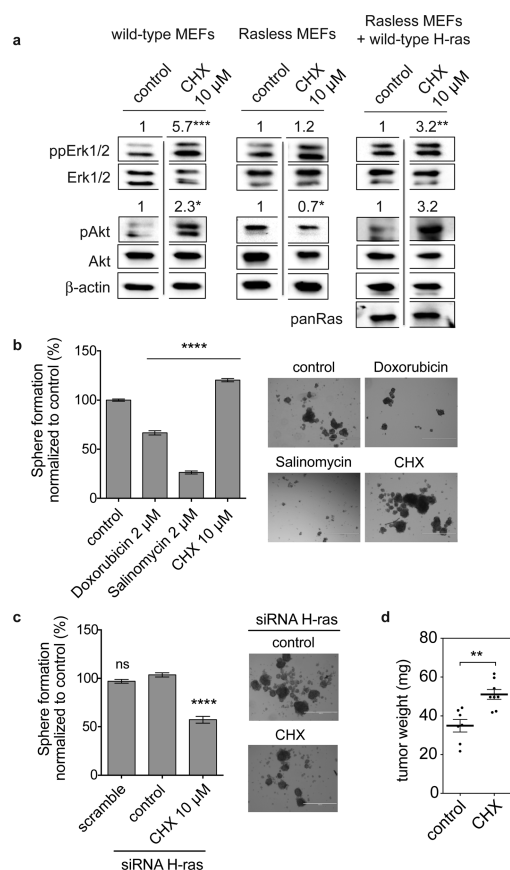 a
wild-type MEFs
Rasless MEFs
Rasless MEFs
+ wild-type H-ras
control
CHX
10 µM
control
CHX
10 µM
control
CHX
10 µM
1 5.7*** 1 1.2 1 3.2**
ppErk1/2
Erk1/2
1 2.3* 1 0.7* 1 3.2
pAkt
Akt
β-actin
panRas
b
Sphere formation
normalized to control (%)
150
100
50
0
****
control
Doxorubicin 2 µM
Salinomycin 2 µM
CHX 10 µM
control Doxorubicin
Salinomycin CHX
c
Sphere formation
normalized to control (%)
150
100
50
0
ns
****
scramble
control
CHX 10 µM
siRNA H-ras
siRNA H-ras
control
CHX
d
tumor weight (mg)
80
60
40
20
0
**
control
CHX